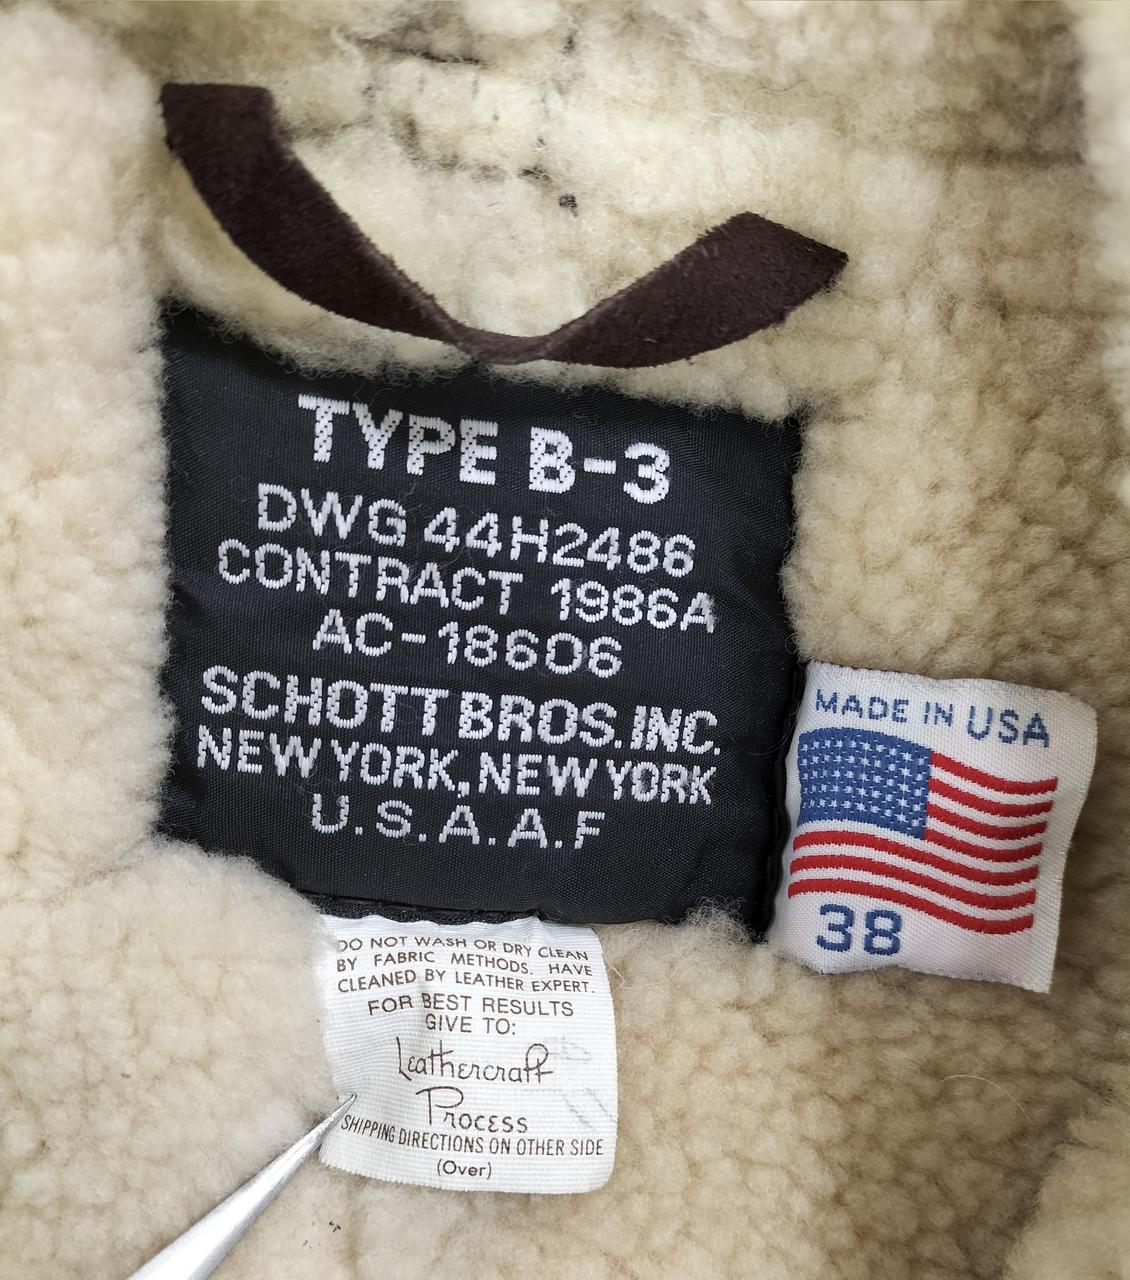 TYPE B-3
DWG 44H2486
CONTRACT 1986A
AC-18606
SCHOTT BROS. INC.
NEW YORK, NEW YORK
U.S.A.A.F
MADE IN USA
38
DO NOT WASH OR DRY CLEAN
BY FABRIC METHODS. HAVE
CLEANED BY LEATHER EXPERT.
FOR BEST RESULTS
GIVE TO:
Leathercraft
Process
SHIPPING DIRECTIONS ON OTHER SIDE
(Over)